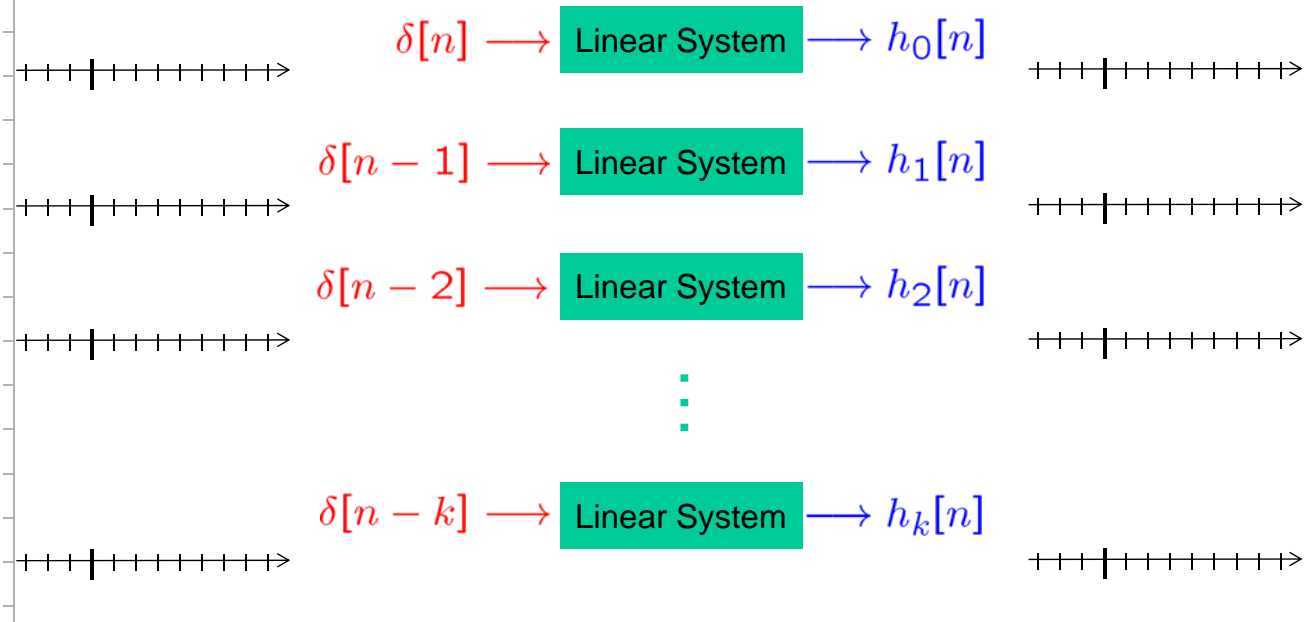 δ[n] ⟶ Linear System ⟶ h₀[n]
δ[n − 1] ⟶ Linear System ⟶ h₁[n]
δ[n − 2] ⟶ Linear System ⟶ h₂[n]
⋮
δ[n − k] ⟶ Linear System ⟶ hₖ[n]